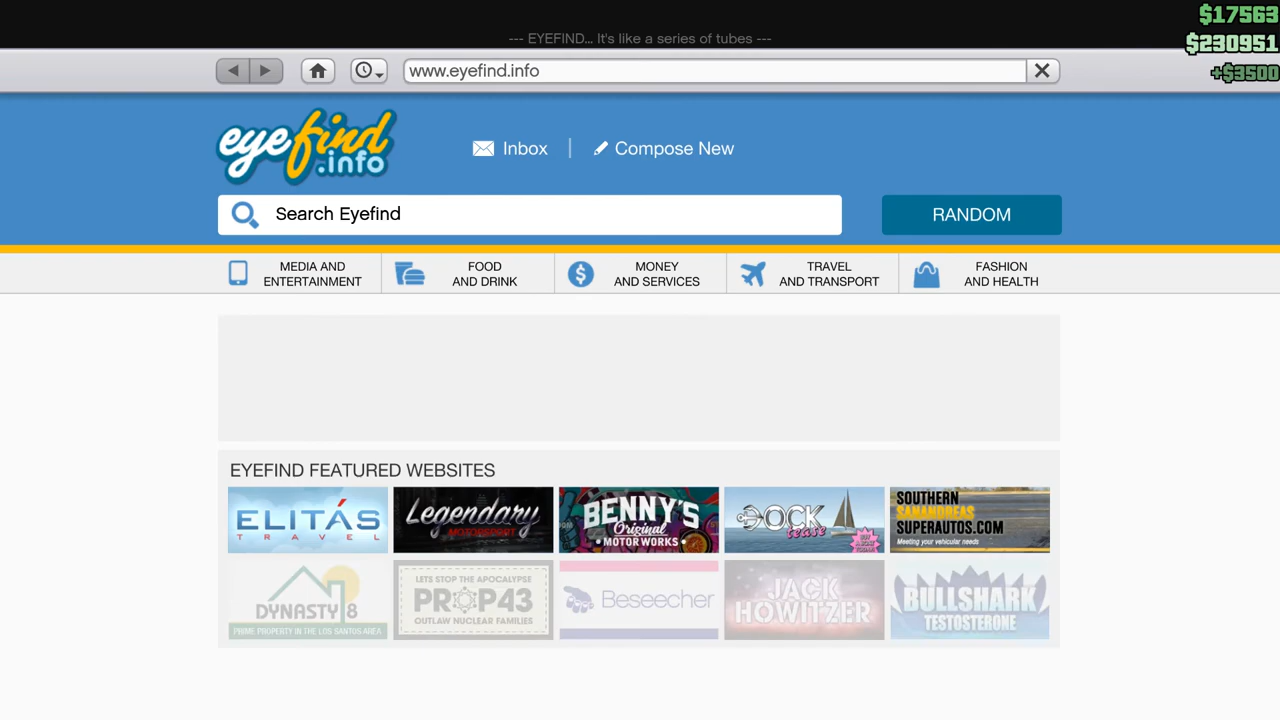 $17563
--- EYEFIND... It's like a series of tubes ---
$230951
www.eyefind.info
+$3500
eyefind
.info
Inbox | Compose New
Search Eyefind
RANDOM
MEDIA AND
ENTERTAINMENT
FOOD
AND DRINK
MONEY
AND SERVICES
TRAVEL
AND TRANSPORT
FASHION
AND HEALTH
EYEFIND FEATURED WEBSITES
ELITÁS
TRAVEL
Legendary
MOTORSPORT
BENNY'S
Original
MOTOR WORKS
DOCK
tease
SOUTHERN
SANANDREAS
SUPERAUTOS.COM
Meeting your vehicular needs
DYNASTY 8
PRIME PROPERTY IN THE LOS SANTOS AREA
LETS STOP THE APOCALYPSE
PROP43
OUTLAW NUCLEAR FAMILIES
Beseecher
JACK
HOWITZER
BULLSHARK
TESTOSTERONE